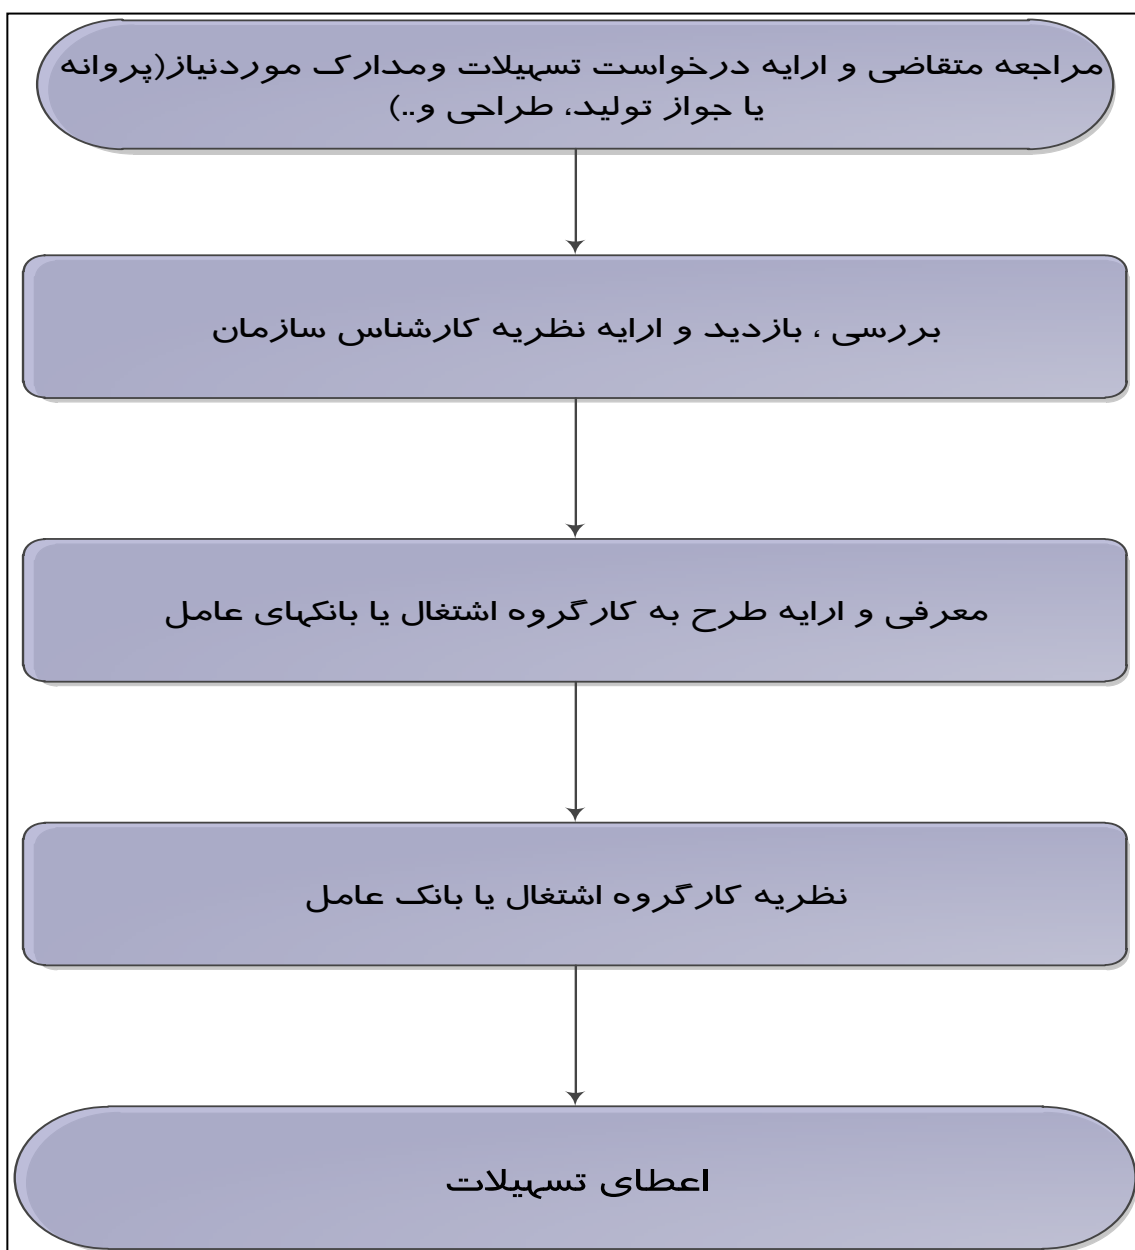 مراجعه متقاضی و ارایه درخواست تسهیلات ومدارک موردنیاز(پروانه
یا جواز تولید، طراحی و..)
بررسی ، بازدید و ارایه نظریه کارشناس سازمان
معرفی و ارایه طرح به کارگروه اشتغال یا بانکهای عامل
نظریه کارگروه اشتغال یا بانک عامل
اعطای تسهیلات